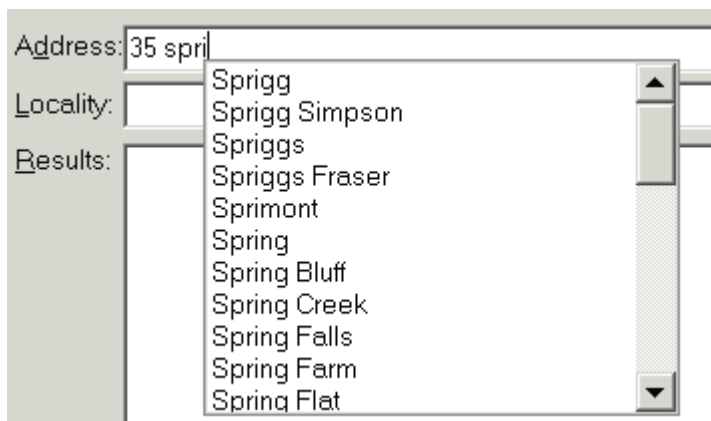 Address: 35 spri
Sprigg
Locality:
Sprigg Simpson
Spriggs
Results:
Spriggs Fraser
Sprimont
Spring
Spring Bluff
Spring Creek
Spring Falls
Spring Farm
Spring Flat